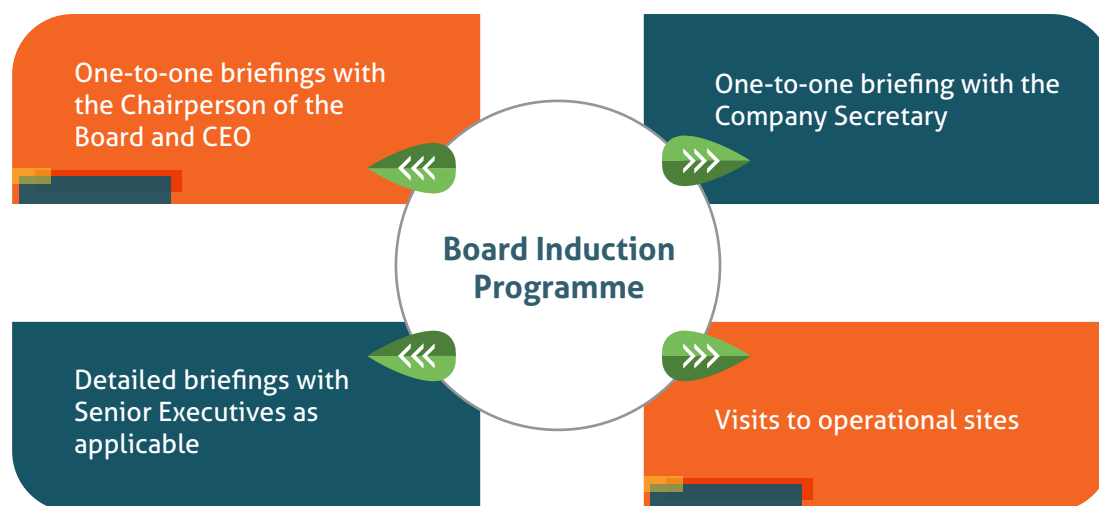 One-to-one briefings with
the Chairperson of the
Board and CEO
One-to-one briefing with the
Company Secretary
Board Induction
Programme
Detailed briefings with
Senior Executives as
applicable
Visits to operational sites